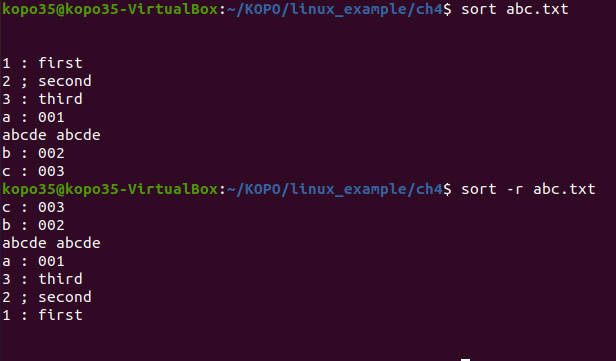 kopo35@kopo35-VirtualBox:~/KOPO/linux_example/ch4$ sort abc.txt
1 : first
2 ; second
3 : third
a : 001
abcde abcde
b : 002
c : 003
kopo35@kopo35-VirtualBox:~/KOPO/linux_example/ch4$ sort -r abc.txt
c : 003
b : 002
abcde abcde
a : 001
3 : third
2 ; second
1 : first